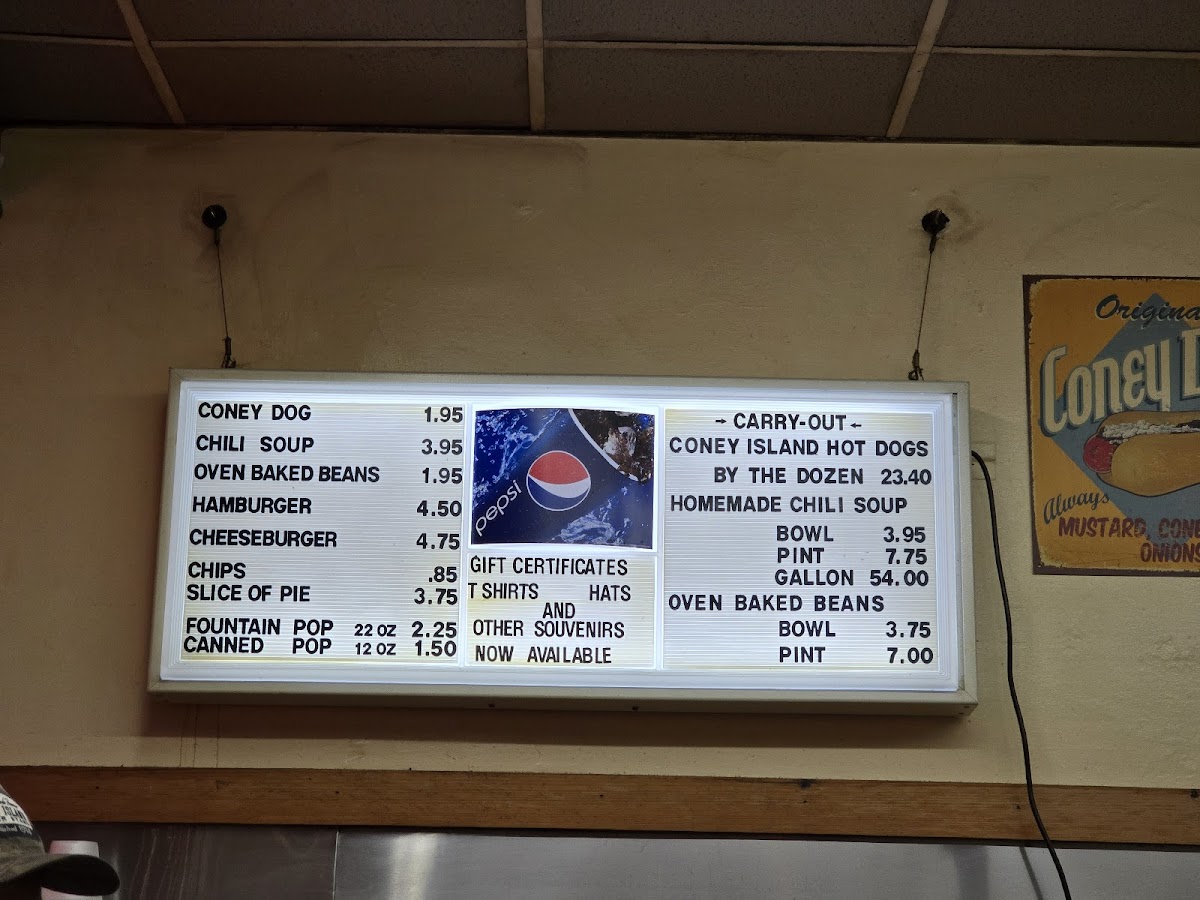 CONEY DOG 1.95
CHILI SOUP 3.95
OVEN BAKED BEANS 1.95
HAMBURGER 4.50
CHEESEBURGER 4.75
CHIPS .85
SLICE OF PIE 3.75
FOUNTAIN POP 22 OZ 2.25
CANNED POP 12 OZ 1.50
pepsi
GIFT CERTIFICATES
T SHIRTS HATS
AND
OTHER SOUVENIRS
NOW AVAILABLE
→ CARRY-OUT ←
CONEY ISLAND HOT DOGS
BY THE DOZEN 23.40
HOMEMADE CHILI SOUP
BOWL 3.95
PINT 7.75
GALLON 54.00
OVEN BAKED BEANS
BOWL 3.75
PINT 7.00
Origina
Coney D
Always
MUSTARD, CONE
ONIONS